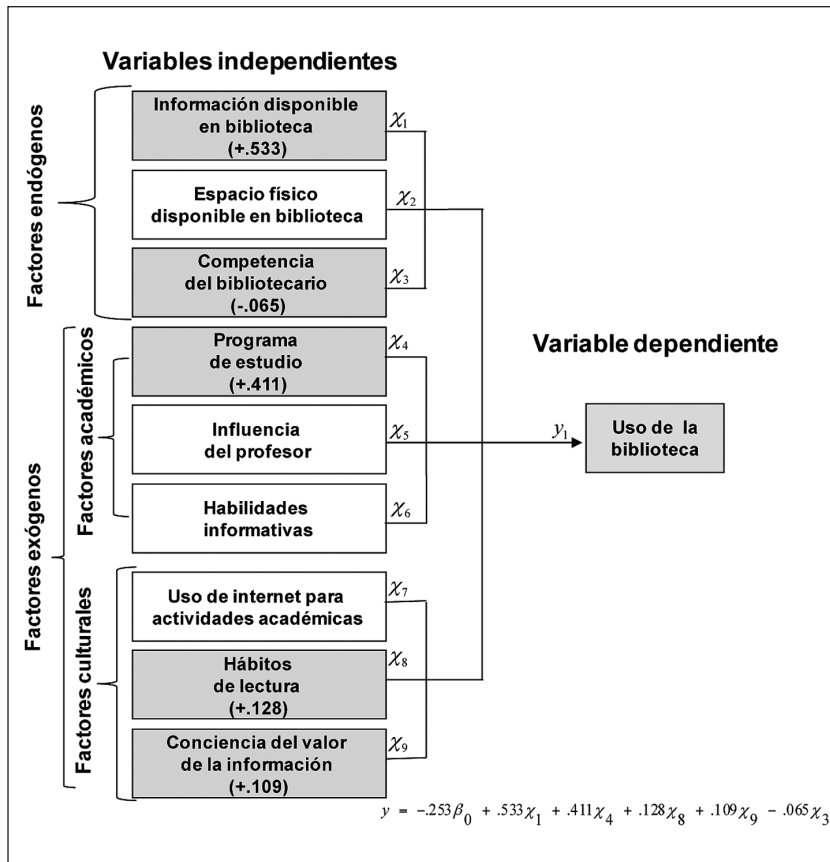 Variables independientes
Factores endógenos
Información disponible
en biblioteca
(+.533)
χ1
Espacio físico
disponible en biblioteca
χ2
Competencia
del bibliotecario
(-.065)
χ3
Factores exógenos
Factores académicos
Programa
de estudio
(+.411)
χ4
Influencia
del profesor
χ5
Habilidades
informativas
χ6
Factores culturales
Uso de internet para
actividades académicas
χ7
Hábitos
de lectura
(+.128)
χ8
Conciencia del valor
de la información
(+.109)
χ9
Variable dependiente
y1
Uso de la
biblioteca
y = -.253β0 + .533χ1 + .411χ4 + .128χ8 + .109χ9 - .065χ3